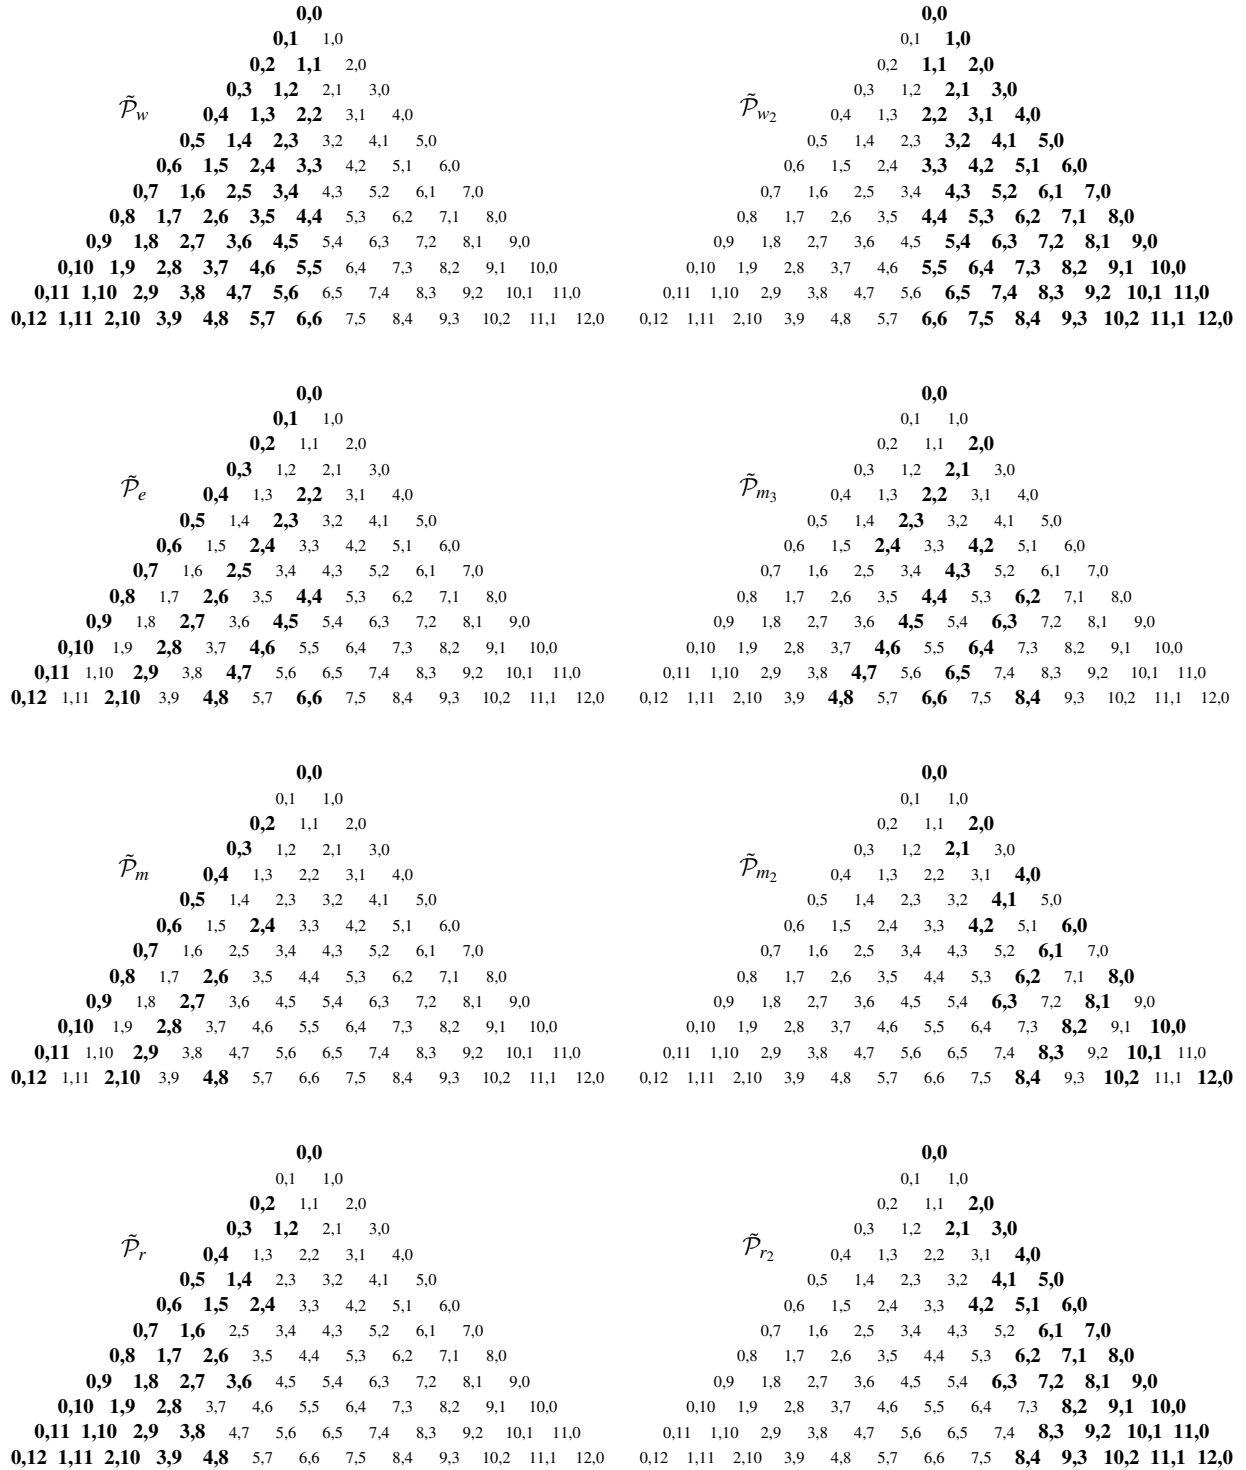 0,0
0,1 1,0
0,2 1,1 2,0
0,3 1,2 2,1 3,0
𝒫̃_w
0,4 1,3 2,2 3,1 4,0
0,5 1,4 2,3 3,2 4,1 5,0
0,6 1,5 2,4 3,3 4,2 5,1 6,0
0,7 1,6 2,5 3,4 4,3 5,2 6,1 7,0
0,8 1,7 2,6 3,5 4,4 5,3 6,2 7,1 8,0
0,9 1,8 2,7 3,6 4,5 5,4 6,3 7,2 8,1 9,0
0,10 1,9 2,8 3,7 4,6 5,5 6,4 7,3 8,2 9,1 10,0
0,11 1,10 2,9 3,8 4,7 5,6 6,5 7,4 8,3 9,2 10,1 11,0
0,12 1,11 2,10 3,9 4,8 5,7 6,6 7,5 8,4 9,3 10,2 11,1 12,0
0,0
0,1 1,0
0,2 1,1 2,0
0,3 1,2 2,1 3,0
𝒫̃_{w_2}
0,4 1,3 2,2 3,1 4,0
0,5 1,4 2,3 3,2 4,1 5,0
0,6 1,5 2,4 3,3 4,2 5,1 6,0
0,7 1,6 2,5 3,4 4,3 5,2 6,1 7,0
0,8 1,7 2,6 3,5 4,4 5,3 6,2 7,1 8,0
0,9 1,8 2,7 3,6 4,5 5,4 6,3 7,2 8,1 9,0
0,10 1,9 2,8 3,7 4,6 5,5 6,4 7,3 8,2 9,1 10,0
0,11 1,10 2,9 3,8 4,7 5,6 6,5 7,4 8,3 9,2 10,1 11,0
0,12 1,11 2,10 3,9 4,8 5,7 6,6 7,5 8,4 9,3 10,2 11,1 12,0
0,0
0,1 1,0
0,2 1,1 2,0
0,3 1,2 2,1 3,0
𝒫̃_e
0,4 1,3 2,2 3,1 4,0
0,5 1,4 2,3 3,2 4,1 5,0
0,6 1,5 2,4 3,3 4,2 5,1 6,0
0,7 1,6 2,5 3,4 4,3 5,2 6,1 7,0
0,8 1,7 2,6 3,5 4,4 5,3 6,2 7,1 8,0
0,9 1,8 2,7 3,6 4,5 5,4 6,3 7,2 8,1 9,0
0,10 1,9 2,8 3,7 4,6 5,5 6,4 7,3 8,2 9,1 10,0
0,11 1,10 2,9 3,8 4,7 5,6 6,5 7,4 8,3 9,2 10,1 11,0
0,12 1,11 2,10 3,9 4,8 5,7 6,6 7,5 8,4 9,3 10,2 11,1 12,0
0,0
0,1 1,0
0,2 1,1 2,0
0,3 1,2 2,1 3,0
𝒫̃_{m_3}
0,4 1,3 2,2 3,1 4,0
0,5 1,4 2,3 3,2 4,1 5,0
0,6 1,5 2,4 3,3 4,2 5,1 6,0
0,7 1,6 2,5 3,4 4,3 5,2 6,1 7,0
0,8 1,7 2,6 3,5 4,4 5,3 6,2 7,1 8,0
0,9 1,8 2,7 3,6 4,5 5,4 6,3 7,2 8,1 9,0
0,10 1,9 2,8 3,7 4,6 5,5 6,4 7,3 8,2 9,1 10,0
0,11 1,10 2,9 3,8 4,7 5,6 6,5 7,4 8,3 9,2 10,1 11,0
0,12 1,11 2,10 3,9 4,8 5,7 6,6 7,5 8,4 9,3 10,2 11,1 12,0
0,0
0,1 1,0
0,2 1,1 2,0
0,3 1,2 2,1 3,0
𝒫̃_m
0,4 1,3 2,2 3,1 4,0
0,5 1,4 2,3 3,2 4,1 5,0
0,6 1,5 2,4 3,3 4,2 5,1 6,0
0,7 1,6 2,5 3,4 4,3 5,2 6,1 7,0
0,8 1,7 2,6 3,5 4,4 5,3 6,2 7,1 8,0
0,9 1,8 2,7 3,6 4,5 5,4 6,3 7,2 8,1 9,0
0,10 1,9 2,8 3,7 4,6 5,5 6,4 7,3 8,2 9,1 10,0
0,11 1,10 2,9 3,8 4,7 5,6 6,5 7,4 8,3 9,2 10,1 11,0
0,12 1,11 2,10 3,9 4,8 5,7 6,6 7,5 8,4 9,3 10,2 11,1 12,0
0,0
0,1 1,0
0,2 1,1 2,0
0,3 1,2 2,1 3,0
𝒫̃_{m_2}
0,4 1,3 2,2 3,1 4,0
0,5 1,4 2,3 3,2 4,1 5,0
0,6 1,5 2,4 3,3 4,2 5,1 6,0
0,7 1,6 2,5 3,4 4,3 5,2 6,1 7,0
0,8 1,7 2,6 3,5 4,4 5,3 6,2 7,1 8,0
0,9 1,8 2,7 3,6 4,5 5,4 6,3 7,2 8,1 9,0
0,10 1,9 2,8 3,7 4,6 5,5 6,4 7,3 8,2 9,1 10,0
0,11 1,10 2,9 3,8 4,7 5,6 6,5 7,4 8,3 9,2 10,1 11,0
0,12 1,11 2,10 3,9 4,8 5,7 6,6 7,5 8,4 9,3 10,2 11,1 12,0
0,0
0,1 1,0
0,2 1,1 2,0
0,3 1,2 2,1 3,0
𝒫̃_r
0,4 1,3 2,2 3,1 4,0
0,5 1,4 2,3 3,2 4,1 5,0
0,6 1,5 2,4 3,3 4,2 5,1 6,0
0,7 1,6 2,5 3,4 4,3 5,2 6,1 7,0
0,8 1,7 2,6 3,5 4,4 5,3 6,2 7,1 8,0
0,9 1,8 2,7 3,6 4,5 5,4 6,3 7,2 8,1 9,0
0,10 1,9 2,8 3,7 4,6 5,5 6,4 7,3 8,2 9,1 10,0
0,11 1,10 2,9 3,8 4,7 5,6 6,5 7,4 8,3 9,2 10,1 11,0
0,12 1,11 2,10 3,9 4,8 5,7 6,6 7,5 8,4 9,3 10,2 11,1 12,0
0,0
0,1 1,0
0,2 1,1 2,0
0,3 1,2 2,1 3,0
𝒫̃_{r_2}
0,4 1,3 2,2 3,1 4,0
0,5 1,4 2,3 3,2 4,1 5,0
0,6 1,5 2,4 3,3 4,2 5,1 6,0
0,7 1,6 2,5 3,4 4,3 5,2 6,1 7,0
0,8 1,7 2,6 3,5 4,4 5,3 6,2 7,1 8,0
0,9 1,8 2,7 3,6 4,5 5,4 6,3 7,2 8,1 9,0
0,10 1,9 2,8 3,7 4,6 5,5 6,4 7,3 8,2 9,1 10,0
0,11 1,10 2,9 3,8 4,7 5,6 6,5 7,4 8,3 9,2 10,1 11,0
0,12 1,11 2,10 3,9 4,8 5,7 6,6 7,5 8,4 9,3 10,2 11,1 12,0